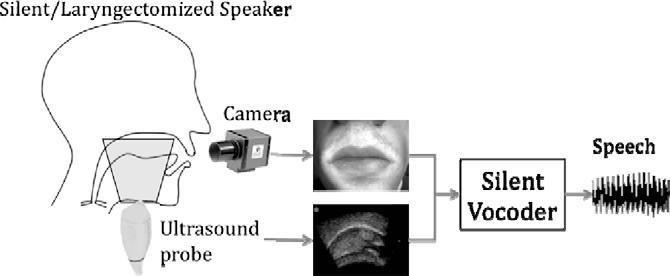 Silent/Laryngectomized Speaker
Camera
Ultrasound
probe
Silent
Vocoder
Speech